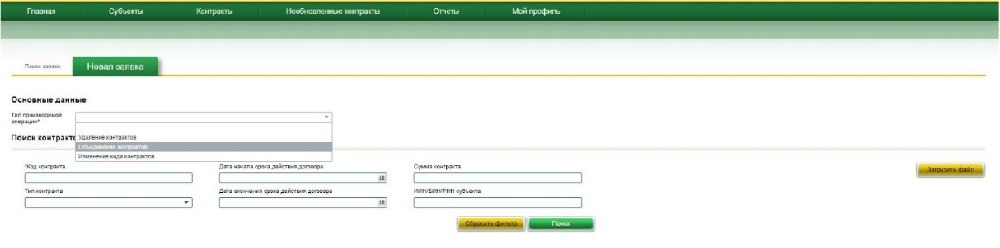 Главная Субъекты Контракты Необновленные контракты Отчеты Мой профиль
Поиск заявок Новая заявка
Основные данные
Тип производимой
операции*
Удаление контрактов
Поиск контракто
Объединение контрактов
Изменение кода контрактов
*Код контракта Дата начала срока действия договора Сумма контракта
Загрузить файл
Тип контракта Дата окончания срока действия договора ИИН/БИН/РНН субъекта
Сбросить фильтр Поиск